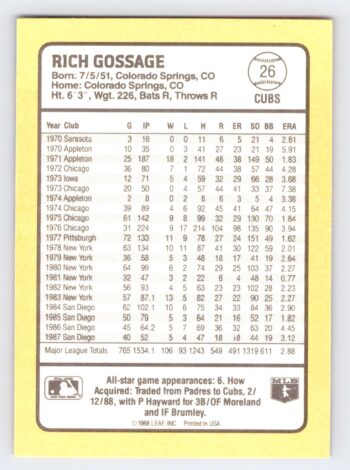 RICH GOSSAGE
26
Born: 7/5/51, Colorado Springs, CO
Home: Colorado Springs, CO
Ht. 6'3" Wgt. 226, Bats R, Throws R
CUBS
Year Club G IP W L H R ER SO BB ERA
1970 Sarasota 3 16 0 0 11 6 5 21 4 2.81
1970 Appleton 10 35 0 3 41 27 23 21 19 5.91
1971 Appleton 25 187 18 2 141 48 38 149 50 1.83
1972 Chicago 36 80 7 1 72 44 38 57 44 4.28
1973 Iowa 12 71 5 4 59 32 29 66 28 3.68
1973 Chicago 20 50 0 4 57 44 41 33 37 7.38
1974 Appleton 2 8 0 2 3 3 4 3.38
1974 Chicago 39 89 4 6 92 45 41 64 47 4.15
1975 Chicago 61 142 9 8 99 32 29 130 70 1.84
1976 Chicago 31 224 9 17 214 104 98 135 90 3.94
1977 Pittsburgh 72 133 11 9 78 27 24 151 49 1.62
1978 New York 63 134 10 11 87 41 30 122 59 2.01
1979 New York 36 58 5 3 48 18 17 41 19 2.64
1980 New York 64 99 6 2 74 29 25 103 37 2.27
1981 New York 32 47 3 2 22 6 4 48 14 0.77
1982 New York 56 93 4 5 63 23 23 102 28 2.23
1983 New York 57 87.1 13 5 82 27 22 90 25 2.27
1984 San Diego 62 102 10 6 75 34 33 84 36 2.90
1985 San Diego 50 79 5 3 64 21 16 52 17 1.82
1986 San Diego 45 64.2 5 7 69 36 32 63 20 4.45
1987 San Diego 40 52 5 4 47 18 18 44 19 3.12
Major League Totals 765 1534.1 106 93 1243 549 491 1319 611 2.88
All-star game appearances: 6. How
Acquired: Traded from Padres to Cubs, 2/
12/88, with P Hayward for 3B/OF Moreland
and IF Brumley.
MLB
© 1988 LEAF, INC. Printed in USA